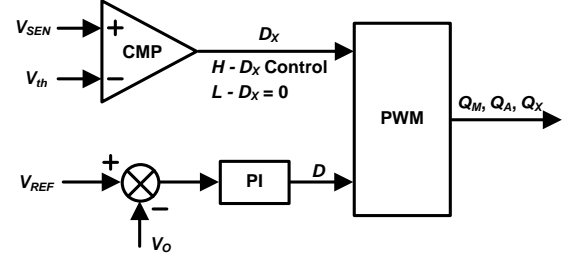 V_SEN
+
CMP
V_th
−
D_X
H - D_X Control
L - D_X = 0
PWM
Q_M, Q_A, Q_X
V_REF
+
−
PI
D
V_O